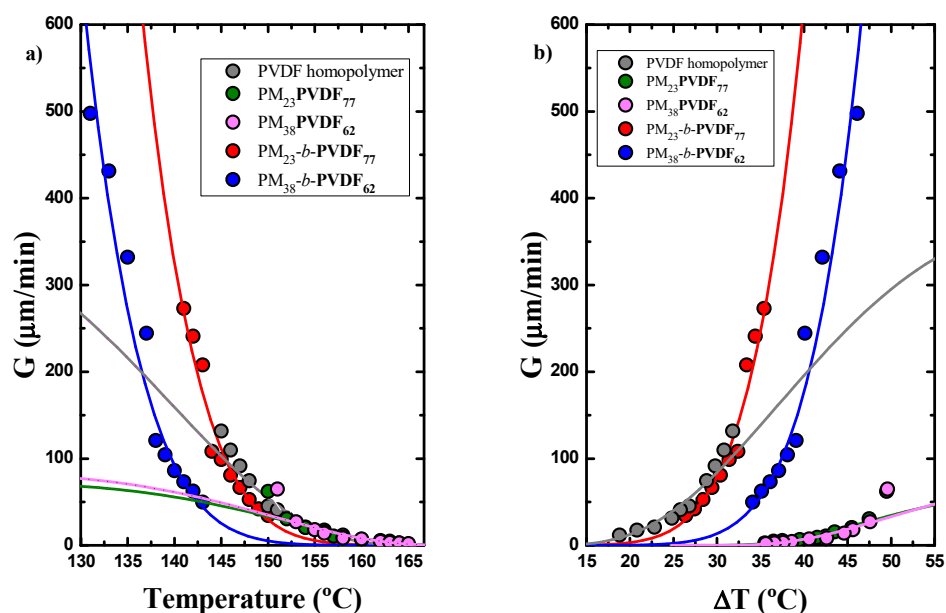 a)
600
500
400
300
200
100
0
G (μm/min)
PVDF homopolymer
PM₂₃PVDF₇₇
PM₃₈PVDF₆₂
PM₂₃-b-PVDF₇₇
PM₃₈-b-PVDF₆₂
130 135 140 145 150 155 160 165
Temperature (ºC)
b)
600
500
400
300
200
100
0
G (μm/min)
PVDF homopolymer
PM₂₃PVDF₇₇
PM₃₈PVDF₆₂
PM₂₃-b-PVDF₇₇
PM₃₈-b-PVDF₆₂
15 20 25 30 35 40 45 50 55
ΔT (ºC)